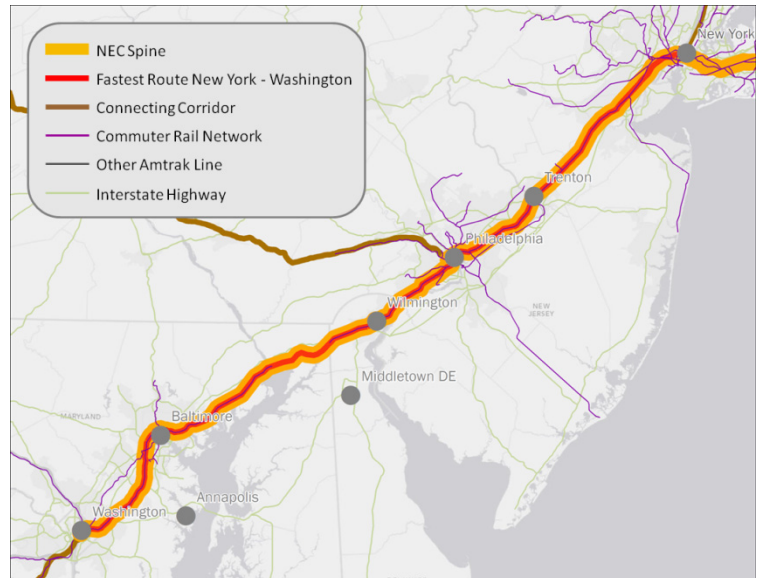 New York
NEC Spine
Fastest Route New York - Washington
Connecting Corridor
Commuter Rail Network
Other Amtrak Line
Interstate Highway
Trenton
Philadelphia
Wilmington
NEW
JERSEY
Middletown DE
MARYLAND
Baltimore
Annapolis
Washington